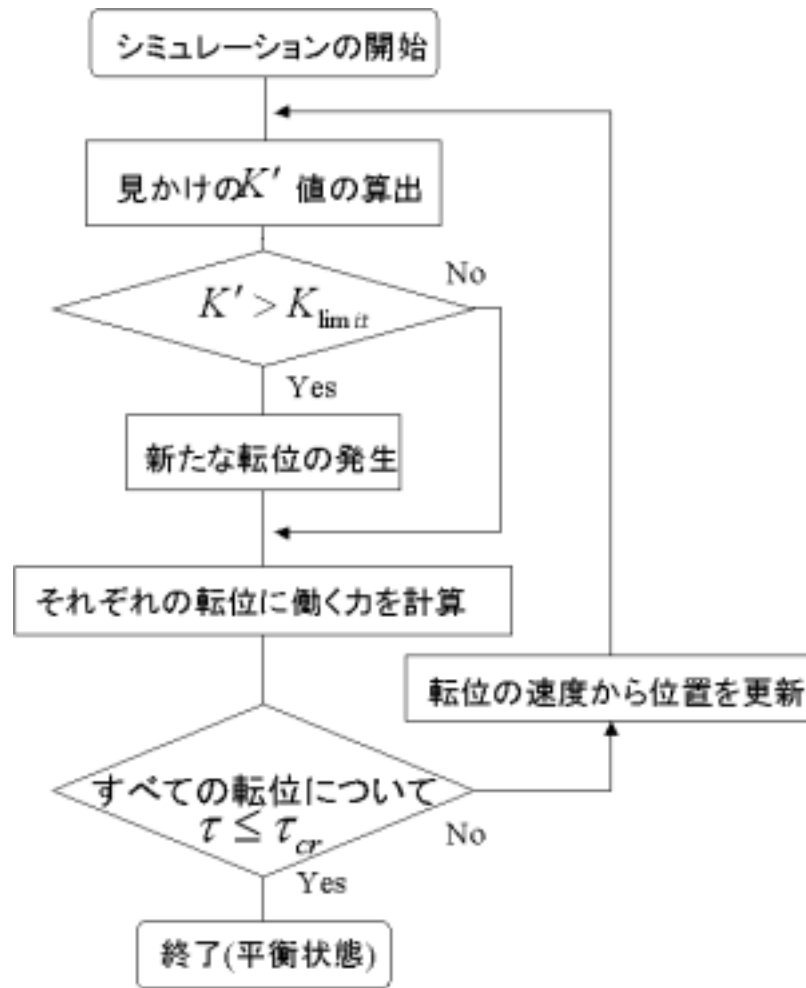 シミュレーションの開始
見かけのK′ 値の算出
No
K′ > K_limit
Yes
新たな転位の発生
それぞれの転位に働く力を計算
転位の速度から位置を更新
すべての転位について
τ ≤ τ_cr
No
Yes
終了(平衡状態)